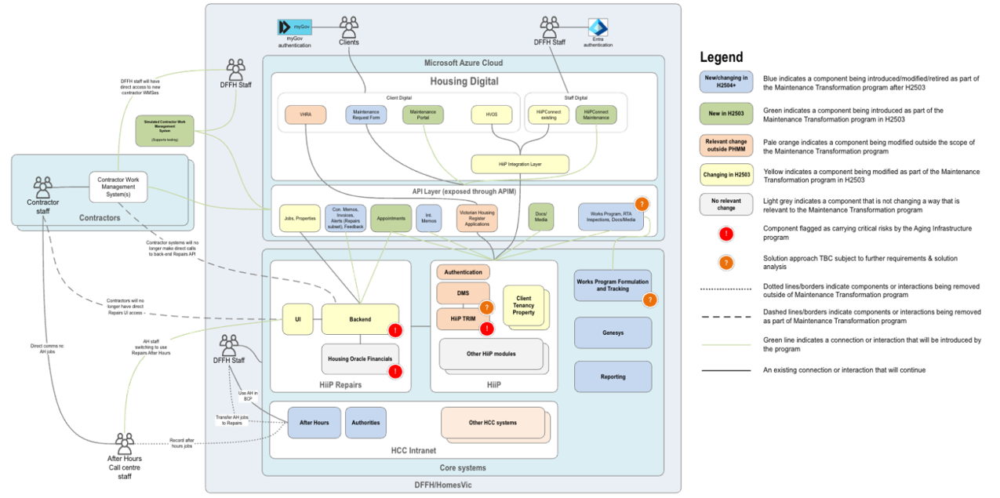 myGov
myGov
authentication
Clients
DFFH Staff
Entra
authentication
DFFH Staff
DFFH staff will have
direct access to new
contractor WMSes
Simulated Contractor Work
Management
System
(Supports testing)
Microsoft Azure Cloud
Housing Digital
Client Digital
Staff Digital
VHRA
Maintenance
Request Form
Maintenance
Portal
HVOS
HiiPConnect
existing
HiiPConnect
Maintenance
HiiP Integration Layer
API Layer (exposed through APIM)
Jobs, Properties
Con. Memos,
Invoices,
Alerts (Repairs
subset), Feedback
Appointments
Int.
Memos
Victorian Housing
Register
Applications
Docs/
Media
Works Program, RTA
Inspections, Docs/Media
?
Contractor
staff
Contractor Work
Management
System(s)
Contractors
Contractor systems will no
longer make direct calls
to back-end Repairs API
Contractors will no
longer have direct
Repairs UI access
Direct comms re:
AH jobs
AH staff
switching to use
Repairs After Hours
UI
Backend
!
Housing Oracle Financials
!
HiiP Repairs
Authentication
DMS
?
HiiP TRIM
!
Client
Tenancy
Property
Other HiiP modules
HiiP
Works Program Formulation
and Tracking
?
Genesys
Reporting
DFFH Staff
Use AH in
BCP
Transfer AH jobs
to Repairs
Record after
hours jobs
After Hours
Call centre
staff
After Hours
Authorities
Other HCC systems
HCC Intranet
Core systems
DFFH/HomesVic
Legend
New/changing in
H2504+
Blue indicates a component being introduced/modified/retired as part of
the Maintenance Transformation program after H2503
New in H2503
Green indicates a component being introduced as part of the
Maintenance Transformation program in H2503
Relevant change
outside PHMM
Pale orange indicates a component being modified outside the scope of
the Maintenance Transformation program
Changing in H2503
Yellow indicates a component being modified as part of the Maintenance
Transformation program in H2503
No relevant
change
Light grey indicates a component that is not changing a way that is
relevant to the Maintenance Transformation program
!
Component flagged as carrying critical risks by the Aging Infrastructure
program
?
Solution approach TBC subject to further requirements & solution
analysis
Dotted lines/borders indicate components or interactions being removed
outside of Maintenance Transformation program
Dashed lines/borders indicate components or interactions being removed
as part of Maintenance Transformation program
Green line indicates a connection or interaction that will be introduced by
the program
An existing connection or interaction that will continue